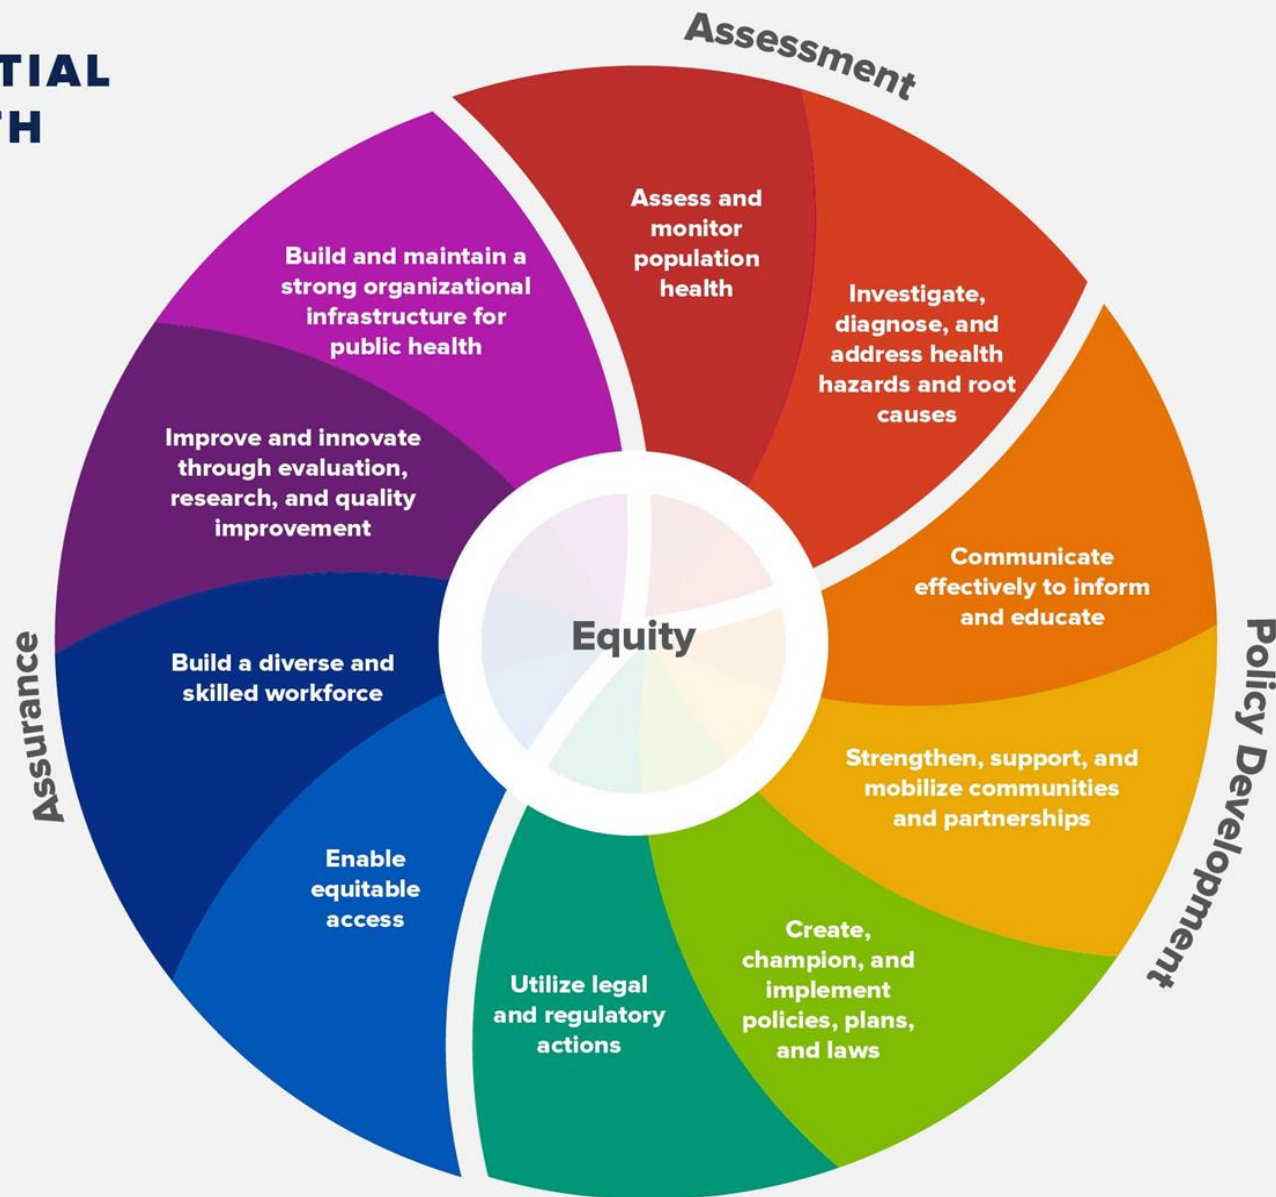 TIAL
TH
Assessment
Assess and
monitor
population
health
Investigate,
diagnose, and
address health
hazards and root
causes
Communicate
effectively to inform
and educate
Strengthen, support, and
mobilize communities
and partnerships
Policy Development
Create,
champion, and
implement
policies, plans,
and laws
Utilize legal
and regulatory
actions
Enable
equitable
access
Build a diverse and
skilled workforce
Assurance
Improve and innovate
through evaluation,
research, and quality
improvement
Build and maintain a
strong organizational
infrastructure for
public health
Equity